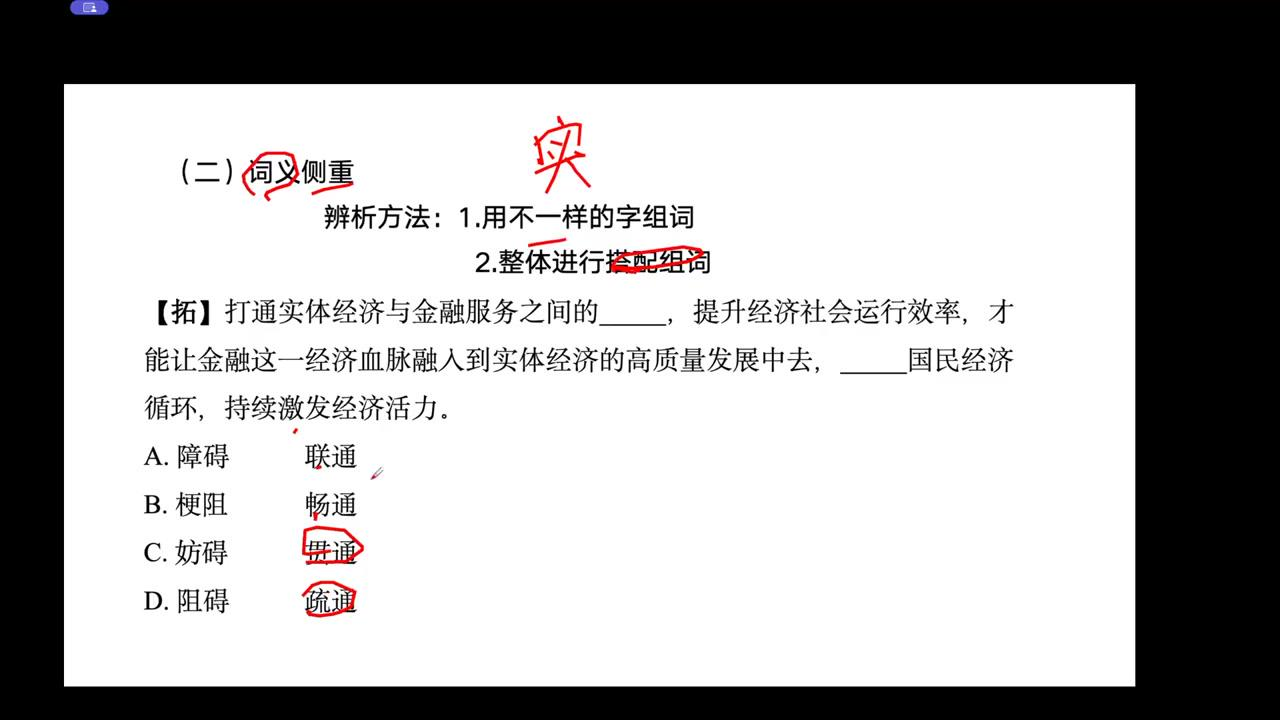 实
（二）词义侧重
辨析方法：1.用不一样的字组词
2.整体进行搭配组词
【拓】打通实体经济与金融服务之间的_____，提升经济社会运行效率，才
能让金融这一经济血脉融入到实体经济的高质量发展中去，_____国民经济
循环，持续激发经济活力。
A. 障碍 联通
B. 梗阻 畅通
C. 妨碍 贯通
D. 阻碍 疏通